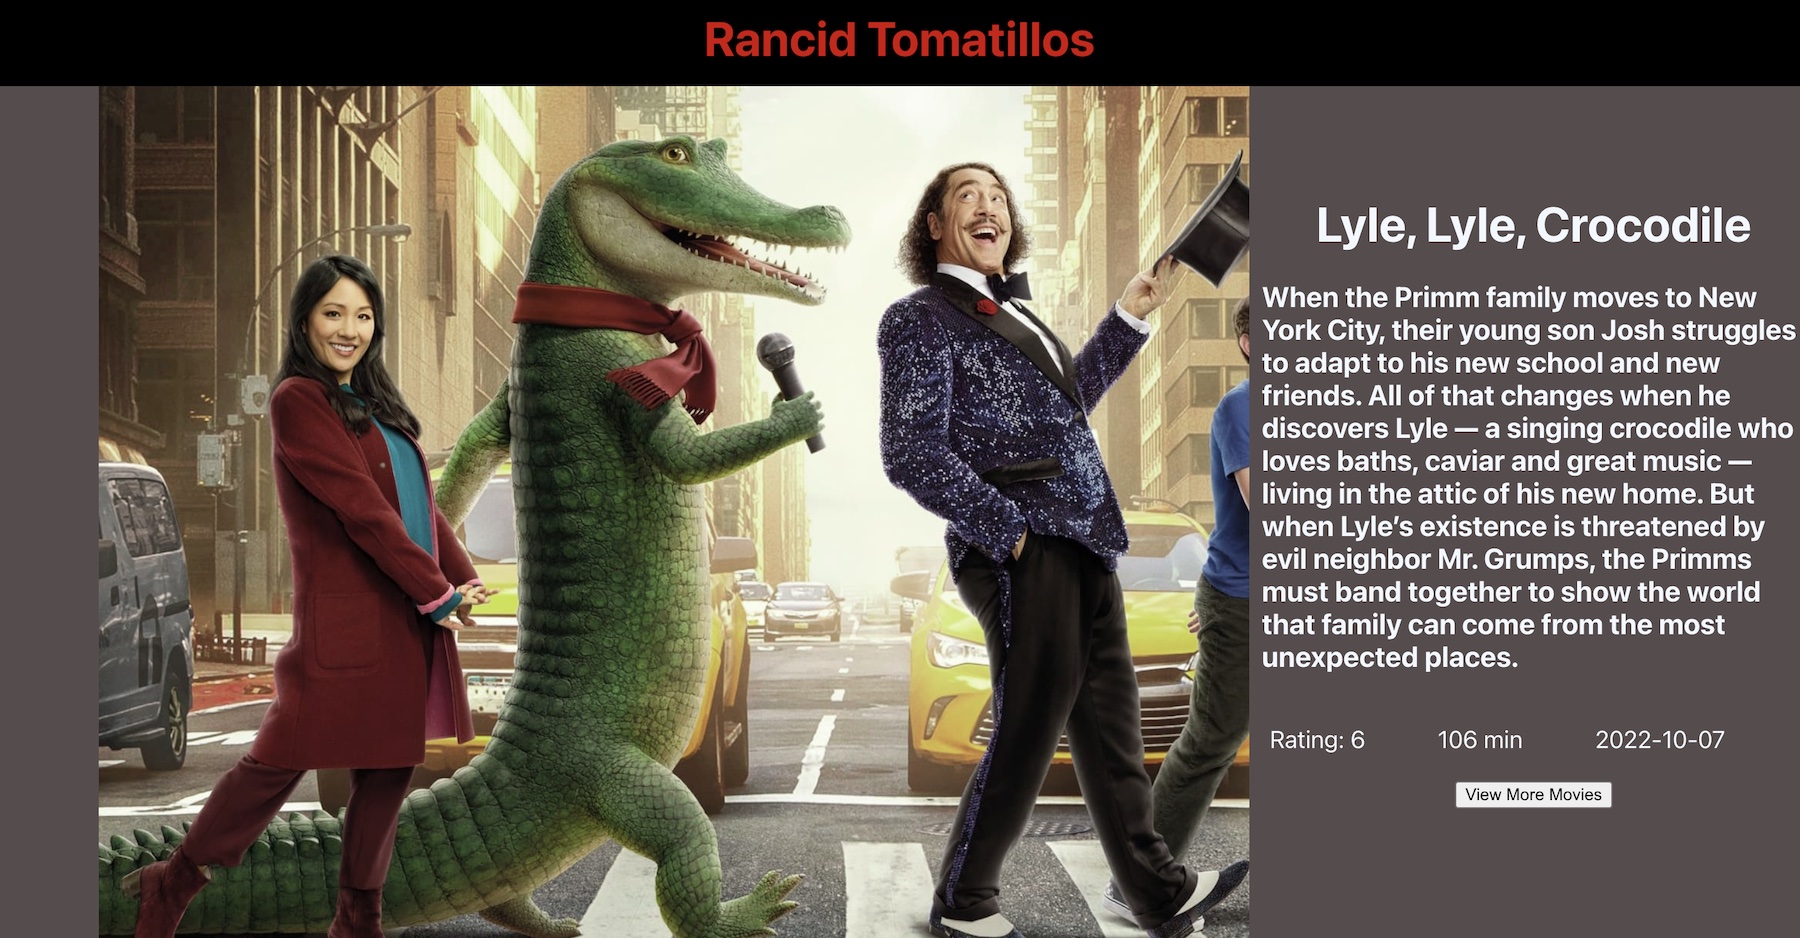 Rancid Tomatillos
Lyle, Lyle, Crocodile
When the Primm family moves to New
York City, their young son Josh struggles
to adapt to his new school and new
friends. All of that changes when he
discovers Lyle — a singing crocodile who
loves baths, caviar and great music —
living in the attic of his new home. But
when Lyle’s existence is threatened by
evil neighbor Mr. Grumps, the Primms
must band together to show the world
that family can come from the most
unexpected places.
Rating: 6 106 min 2022-10-07
View More Movies